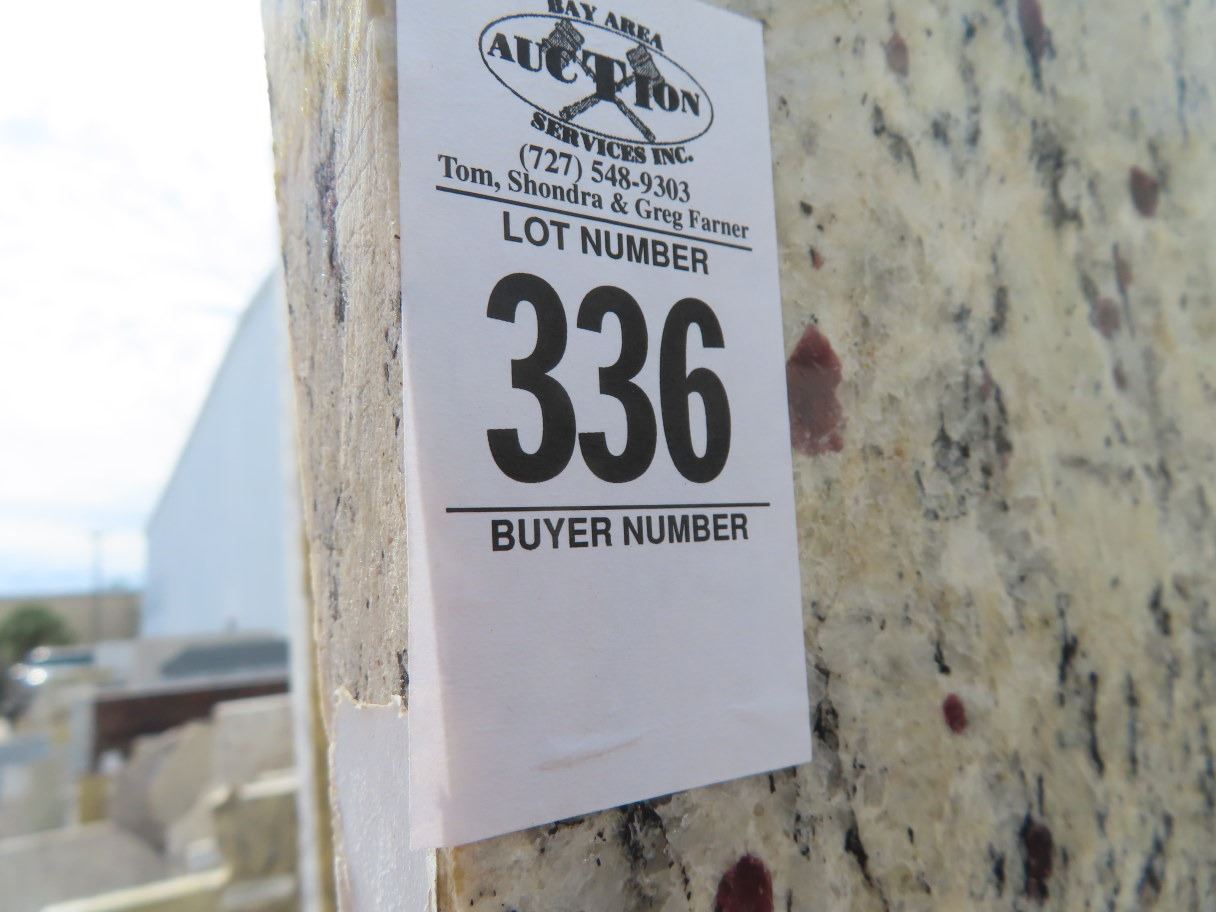 BAY AREA
AUCTION
SERVICES INC.
(727) 548-9303
Tom, Shondra & Greg Farner
LOT NUMBER
336
BUYER NUMBER